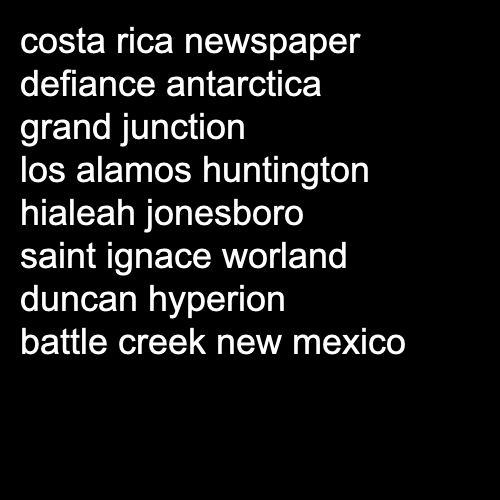 costa rica newspaper
defiance antarctica
grand junction
los alamos huntington
hialeah jonesboro
saint ignace worland
duncan hyperion
battle creek new mexico